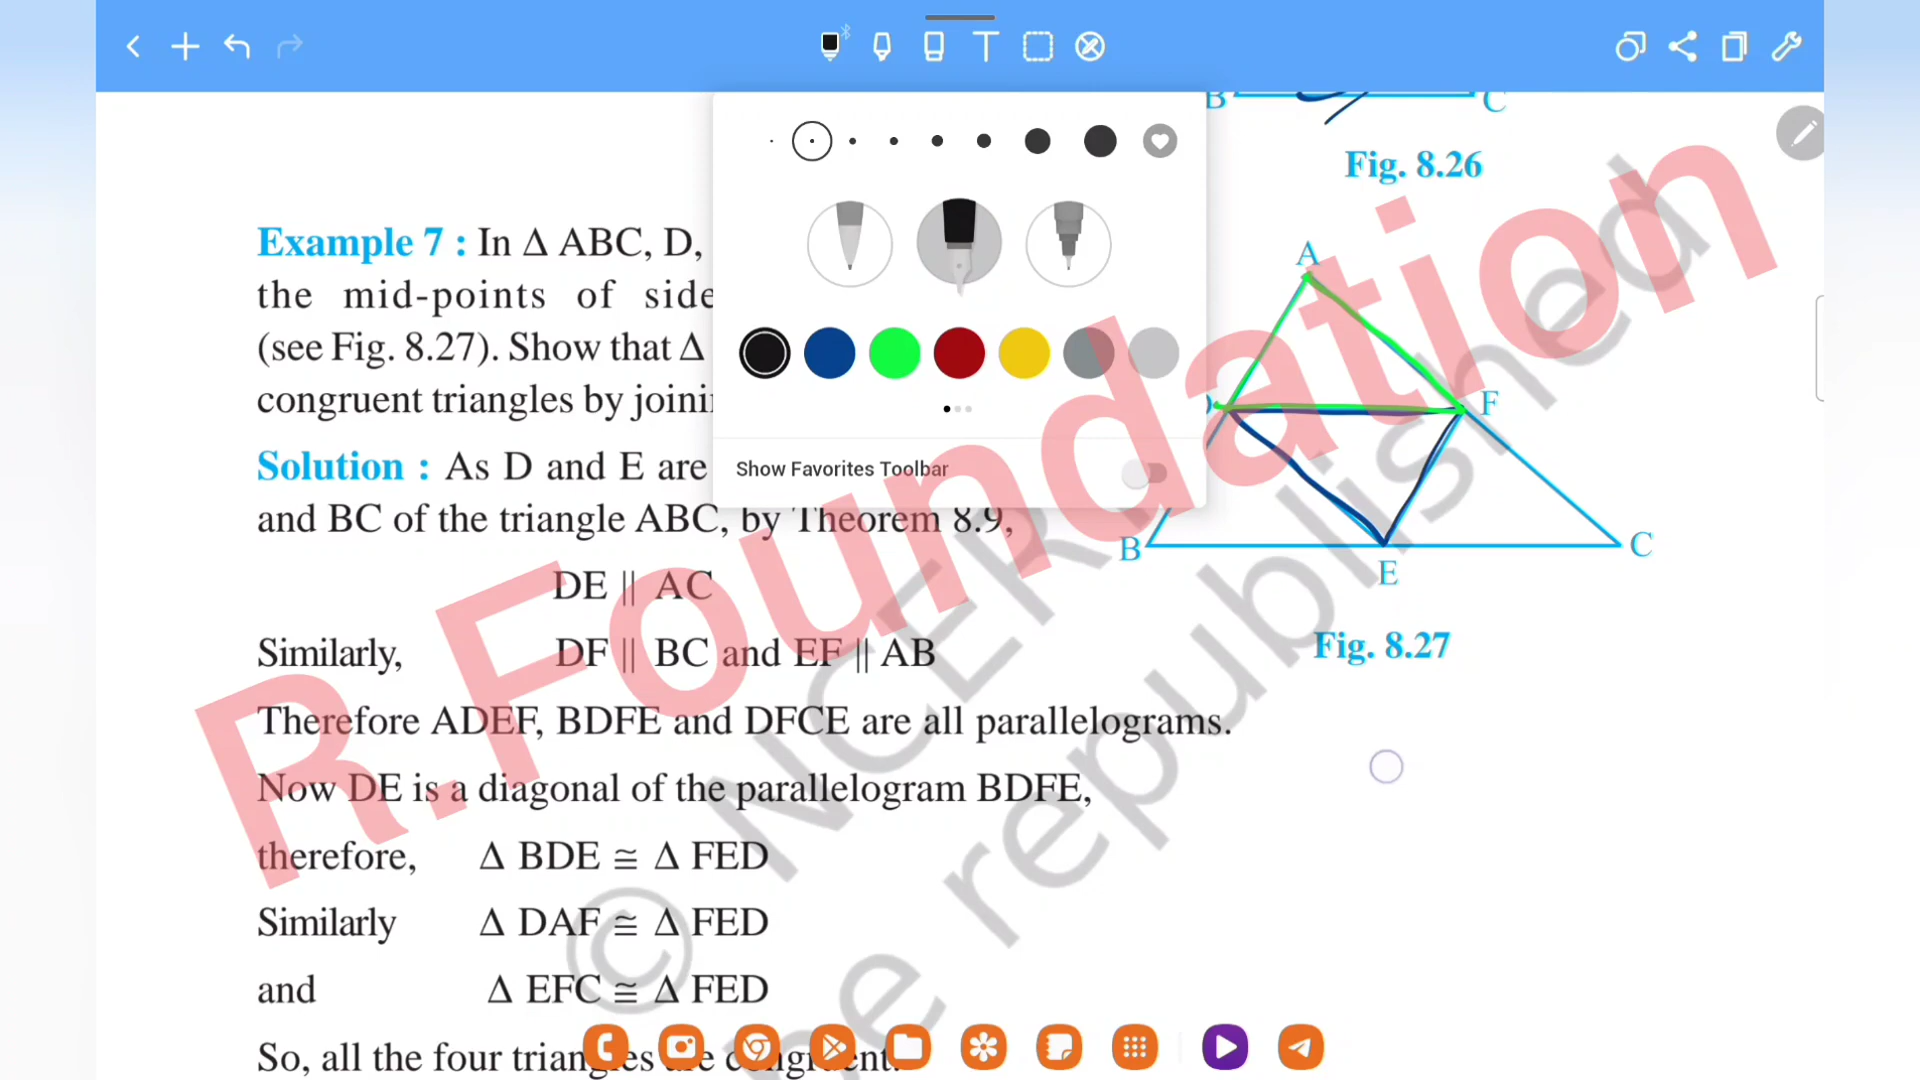 B C
Fig. 8.26
Example 7 : In Δ ABC, D,
the mid-points of side
(see Fig. 8.27). Show that Δ
congruent triangles by joini
Show Favorites Toolbar
Solution : As D and E are
and BC of the triangle ABC, by Theorem 8.9,
DE || AC
Similarly, DF || BC and EF || AB
Therefore ADEF, BDFE and DFCE are all parallelograms.
Now DE is a diagonal of the parallelogram BDFE,
therefore, Δ BDE ≅ Δ FED
Similarly Δ DAF ≅ Δ FED
and Δ EFC ≅ Δ FED
So, all the four triangles are congruent.
A
F
B C
E
Fig. 8.27
R.Foundation
© NCER
be republished